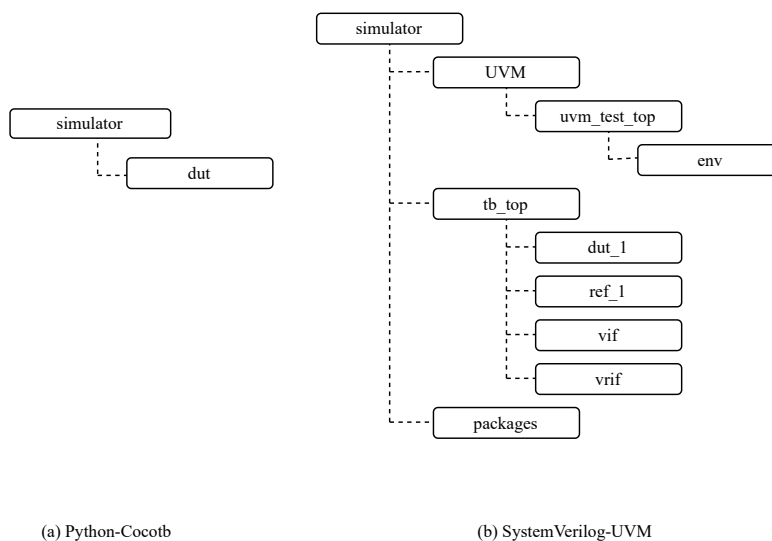 simulator
dut
simulator
UVM
uvm_test_top
env
tb_top
dut_1
ref_1
vif
vrif
packages
(a) Python-Cocotb
(b) SystemVerilog-UVM